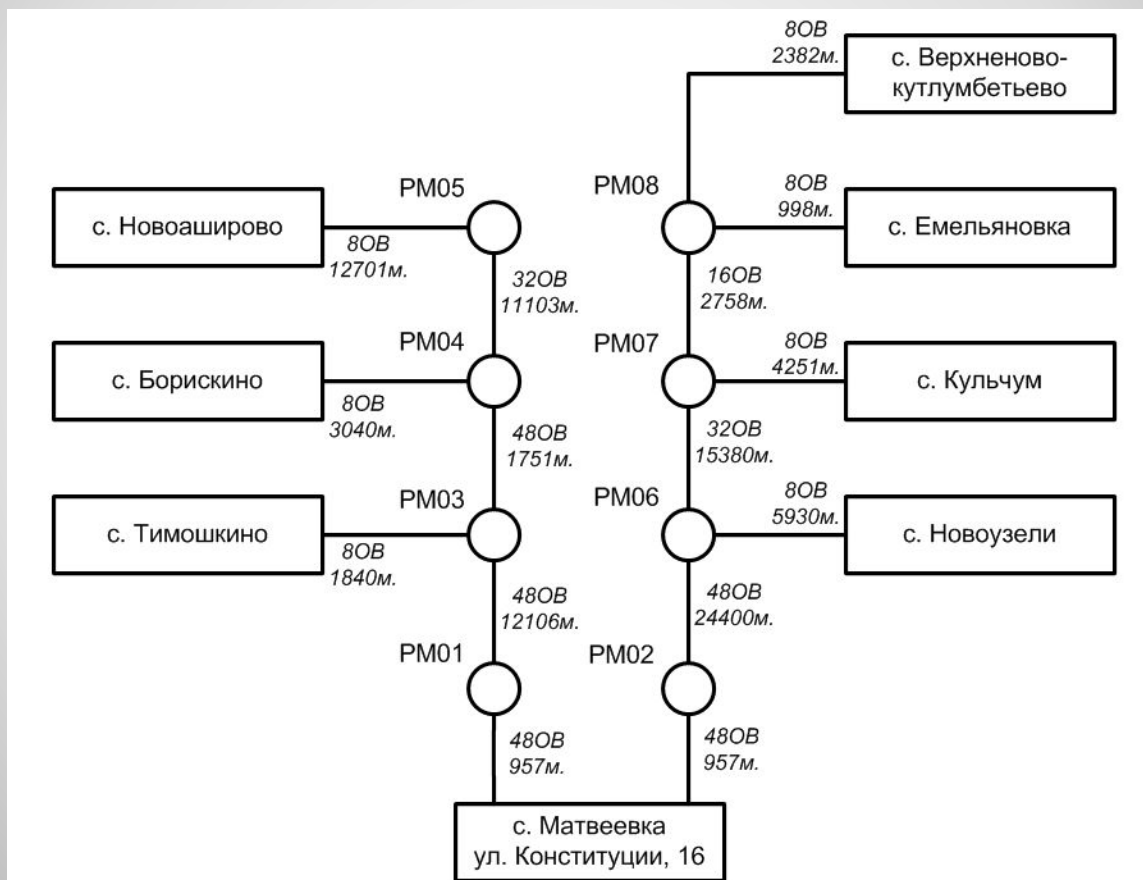 8ОВ
2382м.
с. Верхненово-
кутлумбетьево
РМ05
РМ08
8ОВ
998м.
с. Новоаширово
с. Емельяновка
8ОВ
12701м.
32ОВ
11103м.
16ОВ
2758м.
РМ04
РМ07
8ОВ
4251м.
с. Борискино
с. Кульчум
8ОВ
3040м.
48ОВ
1751м.
32ОВ
15380м.
РМ03
РМ06
8ОВ
5930м.
с. Тимошкино
с. Новоузели
8ОВ
1840м.
48ОВ
12106м.
48ОВ
24400м.
РМ01
РМ02
48ОВ
957м.
48ОВ
957м.
с. Матвеевка
ул. Конституции, 16